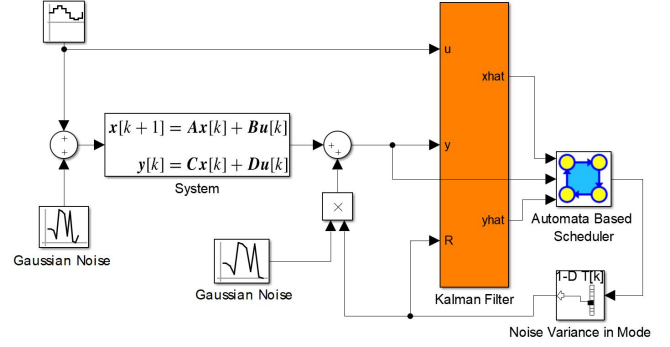 u
xhat
+
+
x[k + 1] = Ax[k] + Bu[k]
y[k] = Cx[k] + Du[k]
System
+
+
y
×
R
yhat
Gaussian Noise
Gaussian Noise
Kalman Filter
Automata Based
Scheduler
1-D T[k]
Noise Variance in Mode